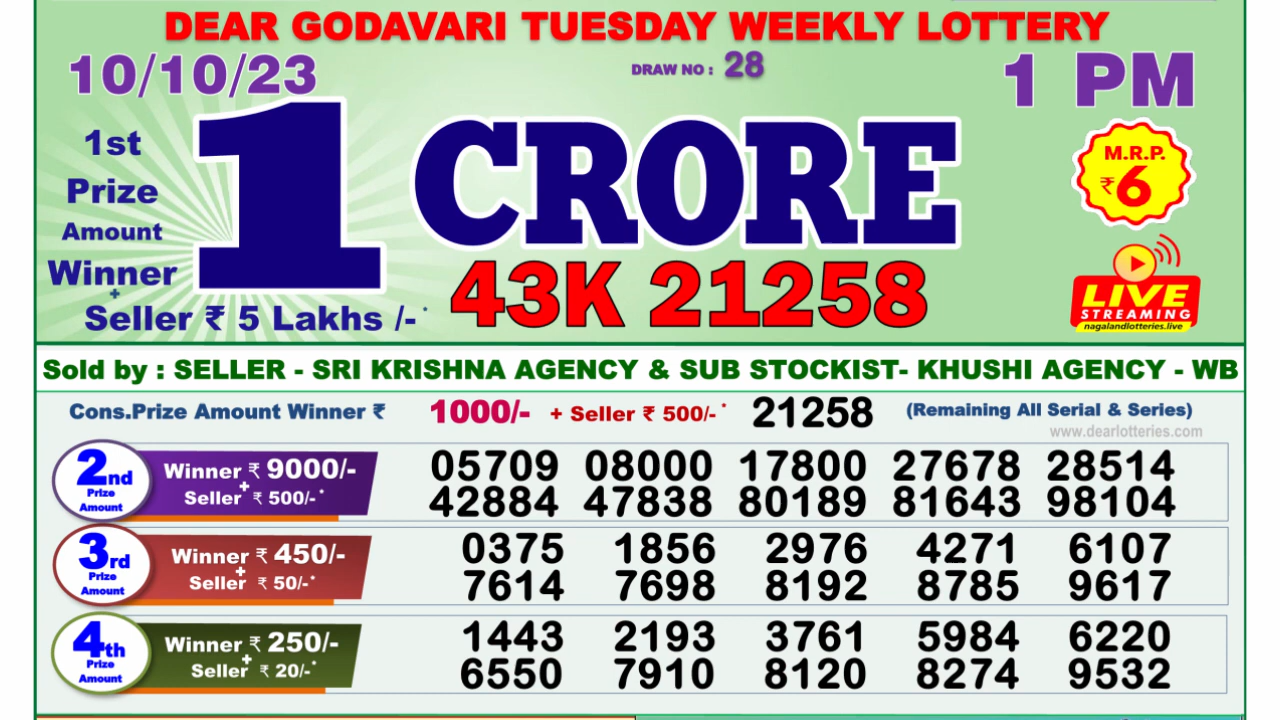 DEAR GODAVARI TUESDAY WEEKLY LOTTERY
10/10/23
DRAW NO : 28
1 PM
1st
Prize
Amount
Winner
+
Seller ₹ 5 Lakhs /-*
1 CRORE
43K 21258
M.R.P.
₹6
LIVE
STREAMING
nagalandlotteries.live
Sold by : SELLER - SRI KRISHNA AGENCY & SUB STOCKIST- KHUSHI AGENCY - WB
Cons.Prize Amount Winner ₹ 1000/- + Seller ₹ 500/-* 21258 (Remaining All Serial & Series)
www.dearlotteries.com
2nd
Prize
Amount
Winner ₹ 9000/-
+
Seller ₹ 500/-*
05709 08000 17800 27678 28514
42884 47838 80189 81643 98104
3rd
Prize
Amount
Winner ₹ 450/-
+
Seller ₹ 50/-*
0375 1856 2976 4271 6107
7614 7698 8192 8785 9617
4th
Prize
Amount
Winner ₹ 250/-
+
Seller ₹ 20/-*
1443 2193 3761 5984 6220
6550 7910 8120 8274 9532